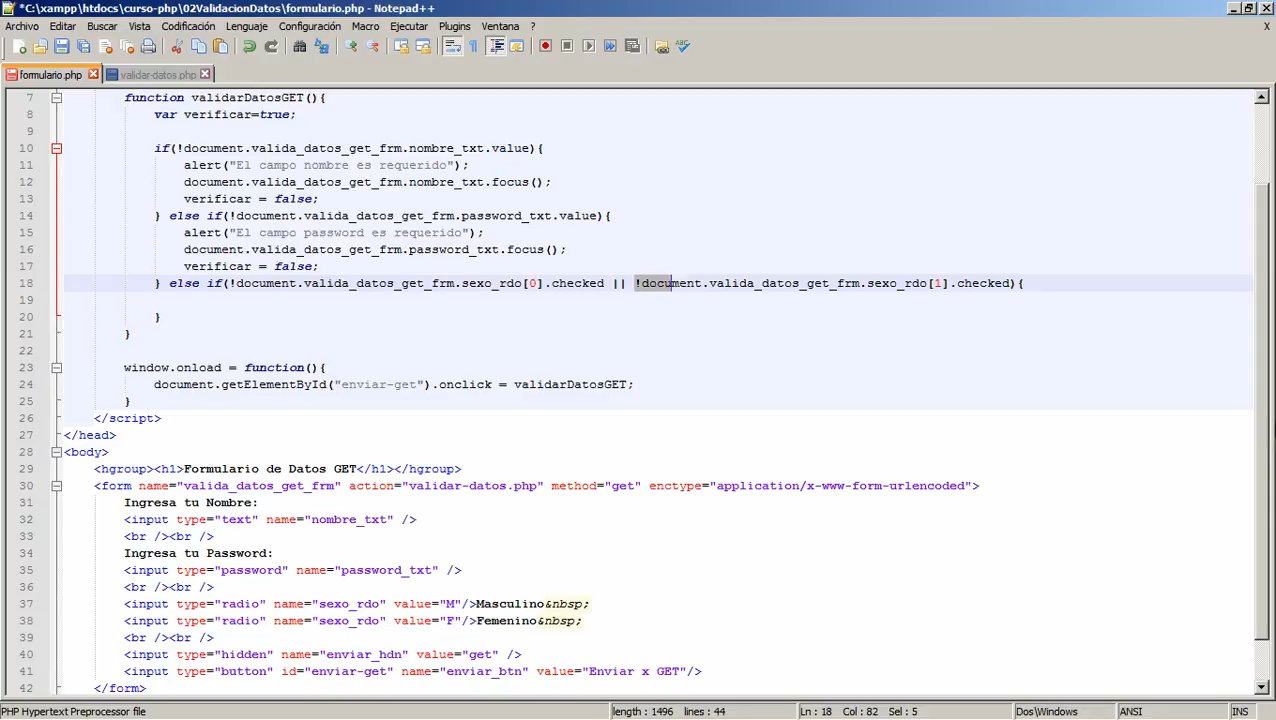 *C:\xampp\htdocs\curso-php\02ValidacionDatos\formulario.php - Notepad++
Archivo Editar Buscar Vista Codificación Lenguaje Configuración Macro Ejecutar Plugins Ventana ? X
formulario.php validar-datos.php
7 function validarDatosGET(){
8 var verificar=true;
9
10 if(!document.valida_datos_get_frm.nombre_txt.value){
11 alert("El campo nombre es requerido");
12 document.valida_datos_get_frm.nombre_txt.focus();
13 verificar = false;
14 } else if(!document.valida_datos_get_frm.password_txt.value){
15 alert("El campo password es requerido");
16 document.valida_datos_get_frm.password_txt.focus();
17 verificar = false;
18 } else if(!document.valida_datos_get_frm.sexo_rdo[0].checked || !document.valida_datos_get_frm.sexo_rdo[1].checked){
19
20 }
21 }
22
23 window.onload = function(){
24 document.getElementById("enviar-get").onclick = validarDatosGET;
25 }
26 </script>
27 </head>
28 <body>
29 <hgroup><h1>Formulario de Datos GET</h1></hgroup>
30 <form name="valida_datos_get_frm" action="validar-datos.php" method="get" enctype="application/x-www-form-urlencoded">
31 Ingresa tu Nombre:
32 <input type="text" name="nombre_txt" />
33 <br /><br />
34 Ingresa tu Password:
35 <input type="password" name="password_txt" />
36 <br /><br />
37 <input type="radio" name="sexo_rdo" value="M"/>Masculino&nbsp;
38 <input type="radio" name="sexo_rdo" value="F"/>Femenino&nbsp;
39 <br /><br />
40 <input type="hidden" name="enviar_hdn" value="get" />
41 <input type="button" id="enviar-get" name="enviar_btn" value="Enviar x GET"/>
42 </form>
PHP Hypertext Preprocessor file length : 1496 lines : 44 Ln : 18 Col : 82 Sel : 5 Dos\Windows ANSI INS